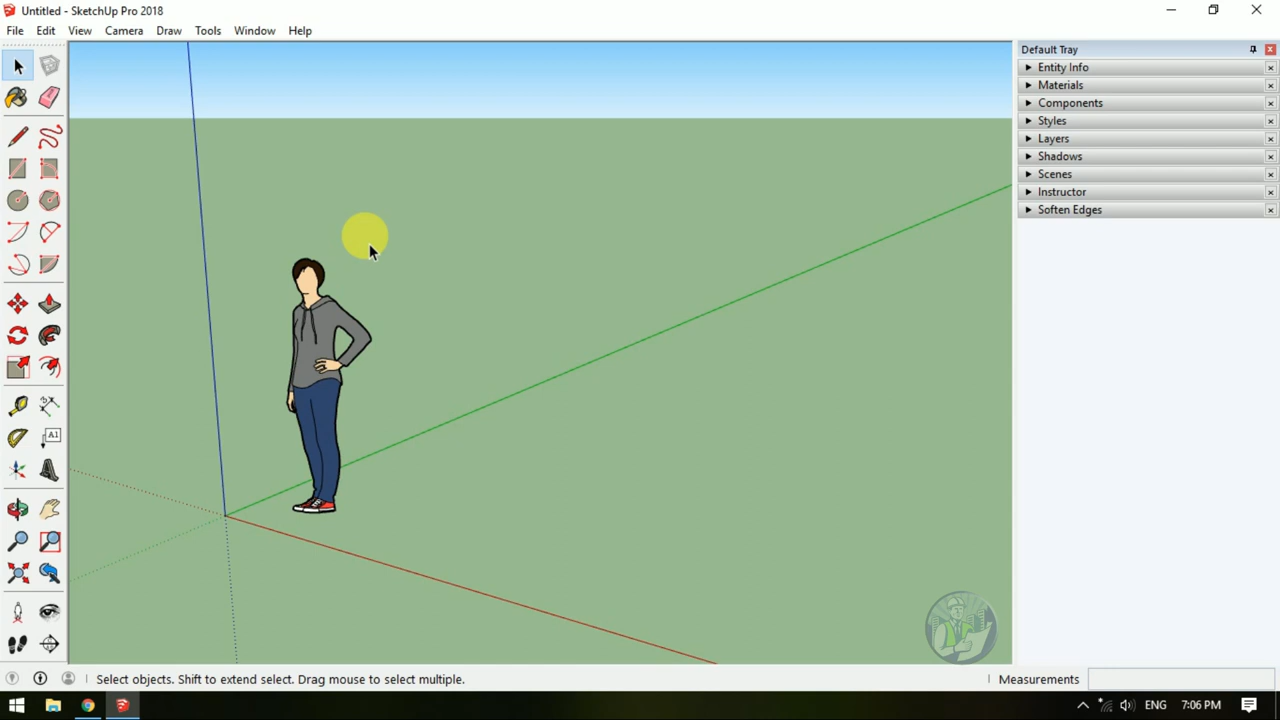 Untitled - SketchUp Pro 2018
File Edit View Camera Draw Tools Window Help
Default Tray
Entity Info
Materials
Components
Styles
Layers
Shadows
Scenes
Instructor
Soften Edges
A1
Select objects. Shift to extend select. Drag mouse to select multiple.
Measurements
ENG 7:06 PM